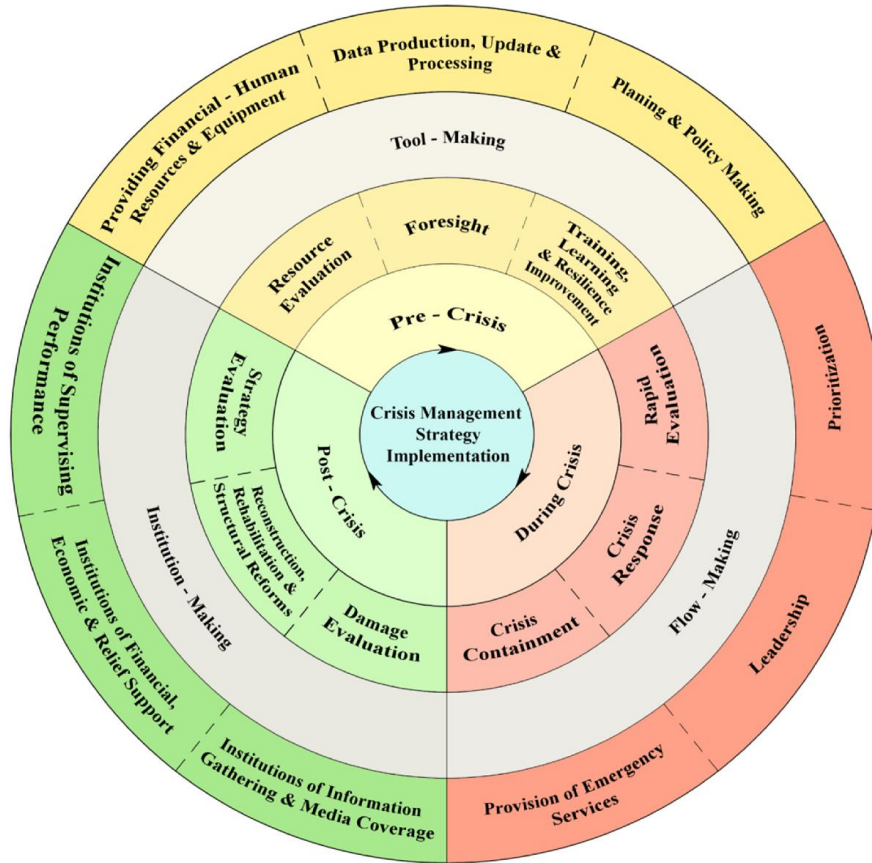 Data Production, Update &
Processing
Providing Financial - Human
Resources & Equipment
Planing & Policy Making
Tool - Making
Resource
Evaluation
Foresight
Training,
Learning
& Resilience
Improvement
Pre - Crisis
Institutions of Supervising
Performance
Strategy
Evaluation
Crisis Management
Strategy
Implementation
Rapid
Evaluation
Prioritization
Post - Crisis
During Crisis
Reconstruction,
Rehabilitation &
Structural Reforms
Institution - Making
Crisis
Response
Flow - Making
Damage
Evaluation
Crisis
Containment
Institutions of Financial,
Economic & Relief Support
Leadership
Institutions of Information
Gathering & Media Coverage
Provision of Emergency
Services